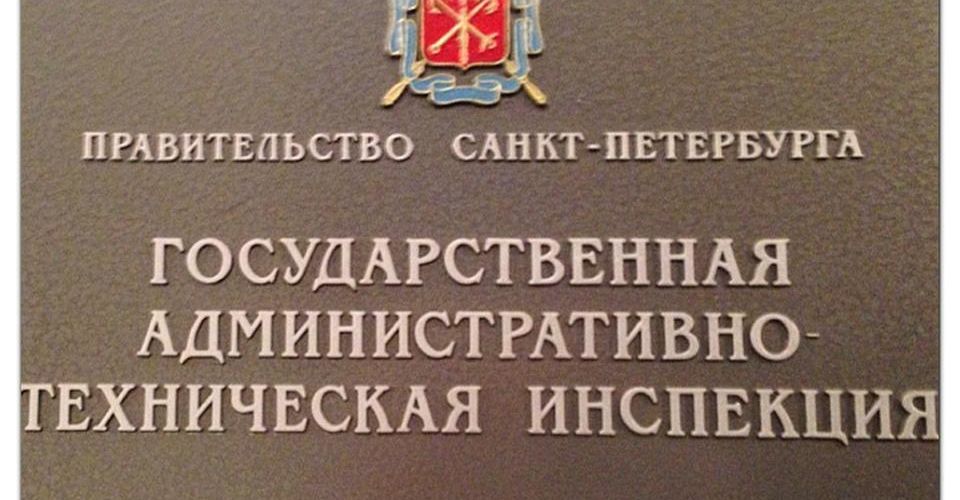 ПРАВИТЕЛЬСТВО САНКТ-ПЕТЕРБУРГА
ГОСУДАРСТВЕННАЯ
АДМИНИСТРАТИВНО-
ТЕХНИЧЕСКАЯ ИНСПЕКЦИЯ